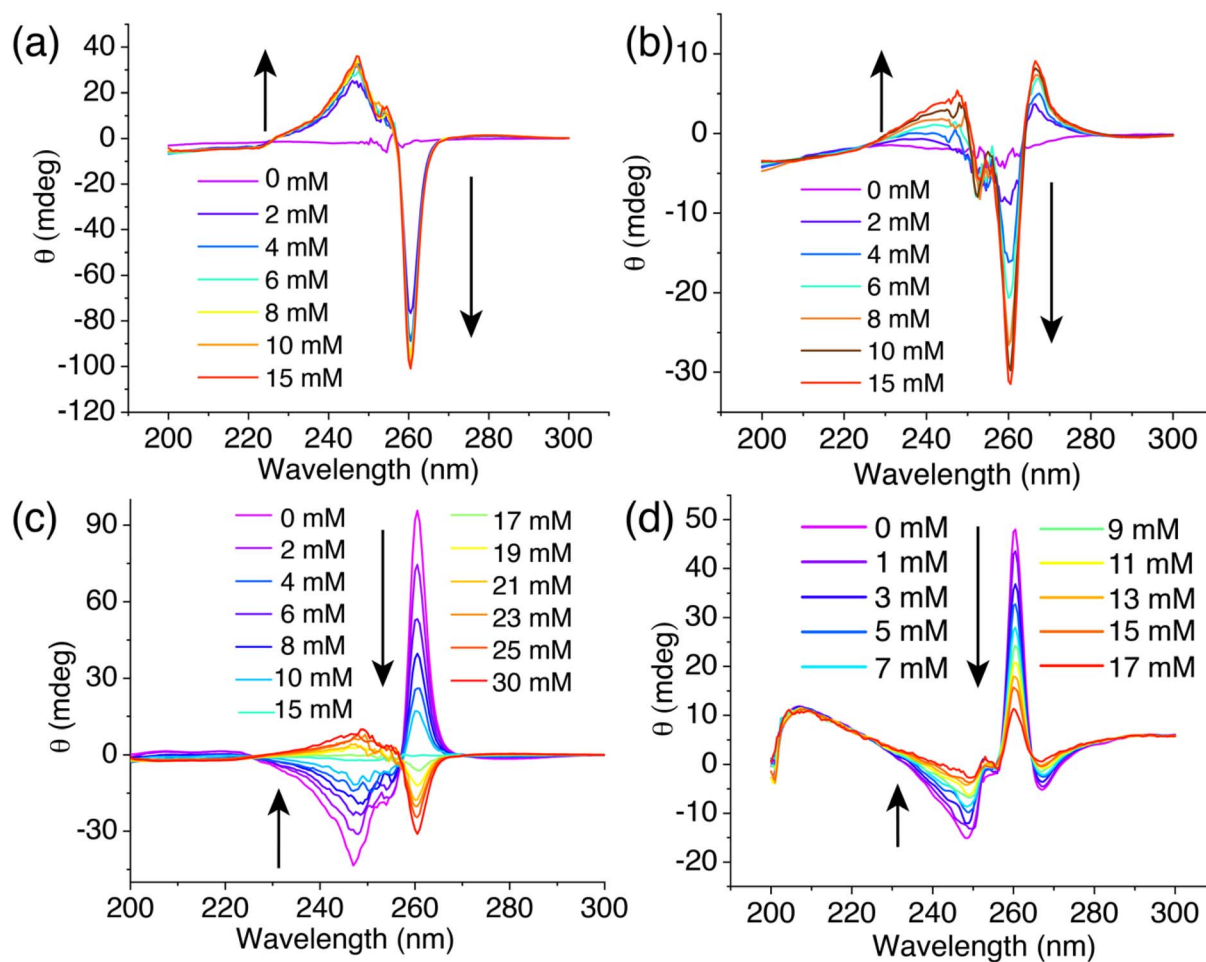 (a)
40
20
0
-20
-40
-60
-80
-100
-120
θ (mdeg)
0 mM
2 mM
4 mM
6 mM
8 mM
10 mM
15 mM
200 220 240 260 280 300
Wavelength (nm)
(b)
10
0
-10
-20
-30
θ (mdeg)
0 mM
2 mM
4 mM
6 mM
8 mM
10 mM
15 mM
200 220 240 260 280 300
Wavelength (nm)
(c)
90
60
30
0
-30
θ (mdeg)
0 mM
2 mM
4 mM
6 mM
8 mM
10 mM
15 mM
17 mM
19 mM
21 mM
23 mM
25 mM
30 mM
200 220 240 260 280 300
Wavelength (nm)
(d)
50
40
30
20
10
0
-10
-20
θ (mdeg)
0 mM
1 mM
3 mM
5 mM
7 mM
9 mM
11 mM
13 mM
15 mM
17 mM
200 220 240 260 280 300
Wavelength (nm)